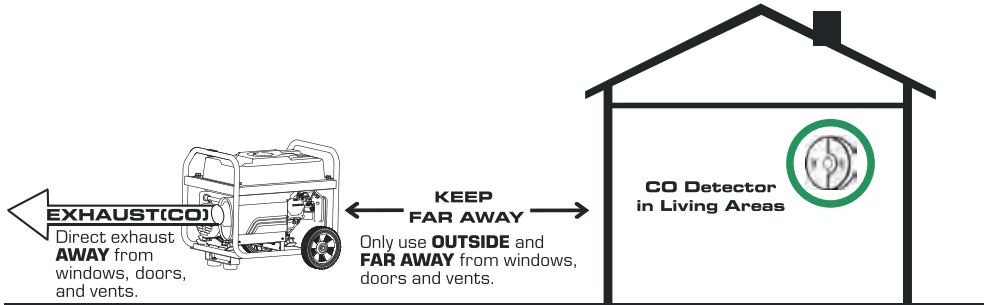 EXHAUST(CO)
Direct exhaust
AWAY from
windows, doors,
and vents.
KEEP
FAR AWAY
Only use OUTSIDE and
FAR AWAY from windows,
doors and vents.
CO Detector
in Living Areas